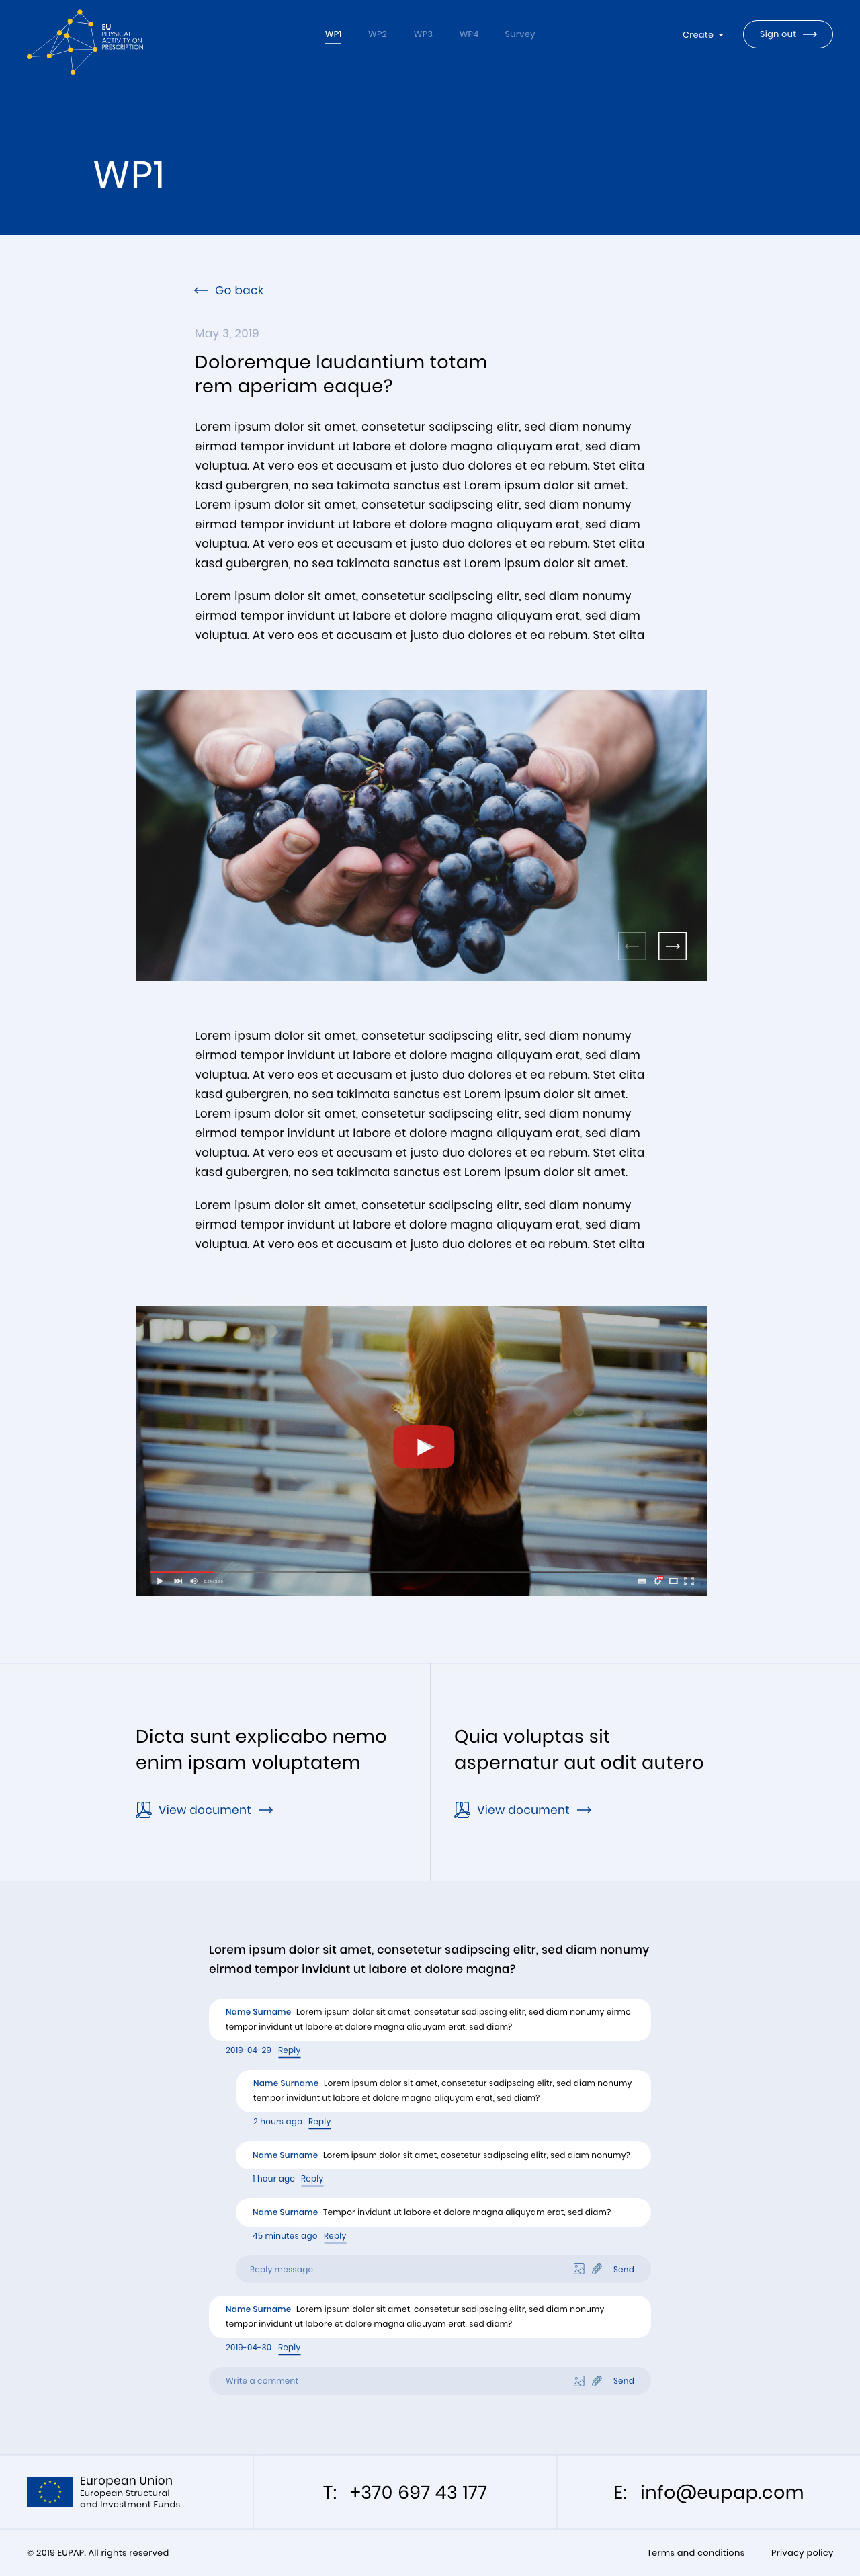 EU
PHYSICAL
ACTIVITY ON
PRESCRIPTION
WP1 WP2 WP3 WP4 Survey
Create
Sign out
WP1
Go back
May 3, 2019
Doloremque laudantium totam
rem aperiam eaque?
Lorem ipsum dolor sit amet, consetetur sadipscing elitr, sed diam nonumy
eirmod tempor invidunt ut labore et dolore magna aliquyam erat, sed diam
voluptua. At vero eos et accusam et justo duo dolores et ea rebum. Stet clita
kasd gubergren, no sea takimata sanctus est Lorem ipsum dolor sit amet.
Lorem ipsum dolor sit amet, consetetur sadipscing elitr, sed diam nonumy
eirmod tempor invidunt ut labore et dolore magna aliquyam erat, sed diam
voluptua. At vero eos et accusam et justo duo dolores et ea rebum. Stet clita
kasd gubergren, no sea takimata sanctus est Lorem ipsum dolor sit amet.
Lorem ipsum dolor sit amet, consetetur sadipscing elitr, sed diam nonumy
eirmod tempor invidunt ut labore et dolore magna aliquyam erat, sed diam
voluptua. At vero eos et accusam et justo duo dolores et ea rebum. Stet clita
Lorem ipsum dolor sit amet, consetetur sadipscing elitr, sed diam nonumy
eirmod tempor invidunt ut labore et dolore magna aliquyam erat, sed diam
voluptua. At vero eos et accusam et justo duo dolores et ea rebum. Stet clita
kasd gubergren, no sea takimata sanctus est Lorem ipsum dolor sit amet.
Lorem ipsum dolor sit amet, consetetur sadipscing elitr, sed diam nonumy
eirmod tempor invidunt ut labore et dolore magna aliquyam erat, sed diam
voluptua. At vero eos et accusam et justo duo dolores et ea rebum. Stet clita
kasd gubergren, no sea takimata sanctus est Lorem ipsum dolor sit amet.
Lorem ipsum dolor sit amet, consetetur sadipscing elitr, sed diam nonumy
eirmod tempor invidunt ut labore et dolore magna aliquyam erat, sed diam
voluptua. At vero eos et accusam et justo duo dolores et ea rebum. Stet clita
Dicta sunt explicabo nemo
enim ipsam voluptatem
View document
Quia voluptas sit
aspernatur aut odit autero
View document
Lorem ipsum dolor sit amet, consetetur sadipscing elitr, sed diam nonumy
eirmod tempor invidunt ut labore et dolore magna?
Name Surname Lorem ipsum dolor sit amet, consetetur sadipscing elitr, sed diam nonumy eirmo
tempor invidunt ut labore et dolore magna aliquyam erat, sed diam?
2019-04-29 Reply
Name Surname Lorem ipsum dolor sit amet, consetetur sadipscing elitr, sed diam nonumy
tempor invidunt ut labore et dolore magna aliquyam erat, sed diam?
2 hours ago Reply
Name Surname Lorem ipsum dolor sit amet, cosetetur sadipscing elitr, sed diam nonumy?
1 hour ago Reply
Name Surname Tempor invidunt ut labore et dolore magna aliquyam erat, sed diam?
45 minutes ago Reply
Reply message Send
Name Surname Lorem ipsum dolor sit amet, consetetur sadipscing elitr, sed diam nonumy
tempor invidunt ut labore et dolore magna aliquyam erat, sed diam?
2019-04-30 Reply
Write a comment Send
European Union
European Structural
and Investment Funds
T: +370 697 43 177
E: info@eupap.com
© 2019 EUPAP. All rights reserved
Terms and conditions Privacy policy